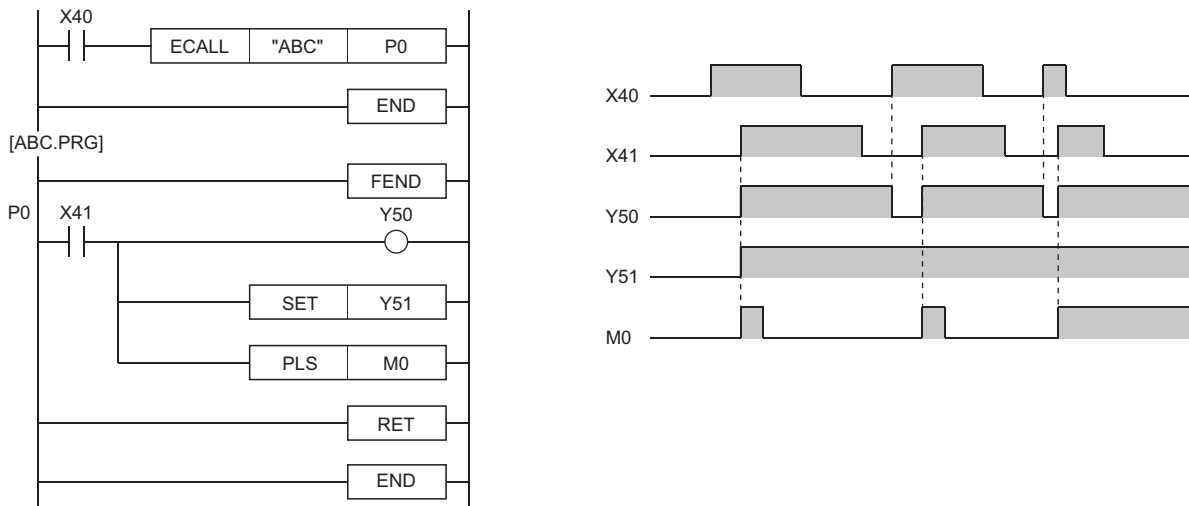 X40
ECALL "ABC" P0
END
[ABC.PRG]
FEND
P0 X41 Y50
SET Y51
PLS M0
RET
END
X40
X41
Y50
Y51
M0